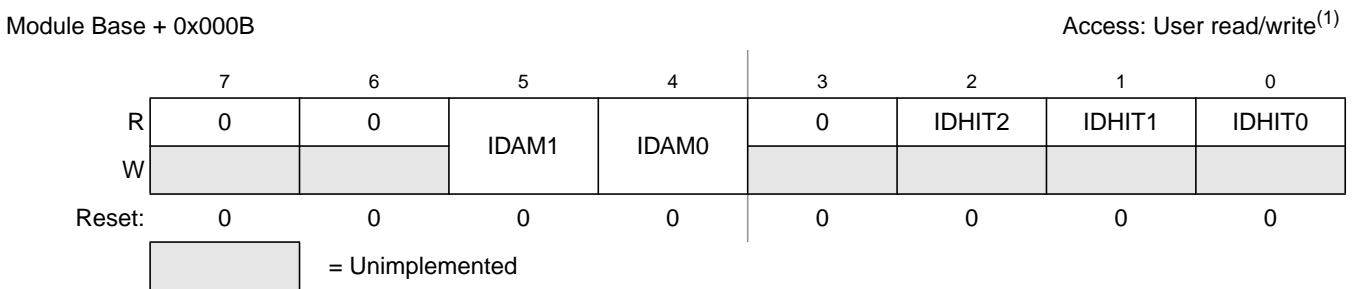 Module Base + 0x000B Access: User read/write(1)
7 6 5 4 3 2 1 0
R 0 0 IDAM1 IDAM0 0 IDHIT2 IDHIT1 IDHIT0
W
Reset: 0 0 0 0 0 0 0 0
= Unimplemented